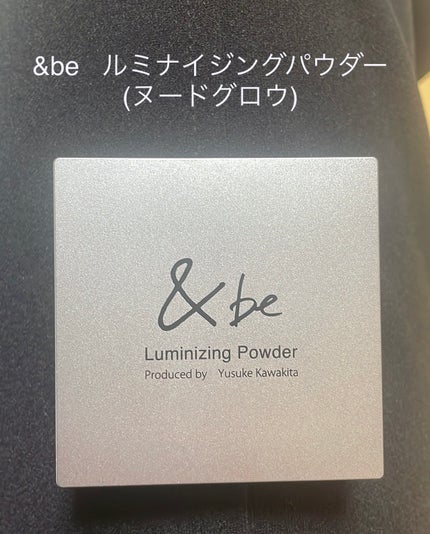 &be　ルミナイジングパウダー
(ヌードグロウ)
&be
Luminizing Powder
Produced by　Yusuke Kawakita